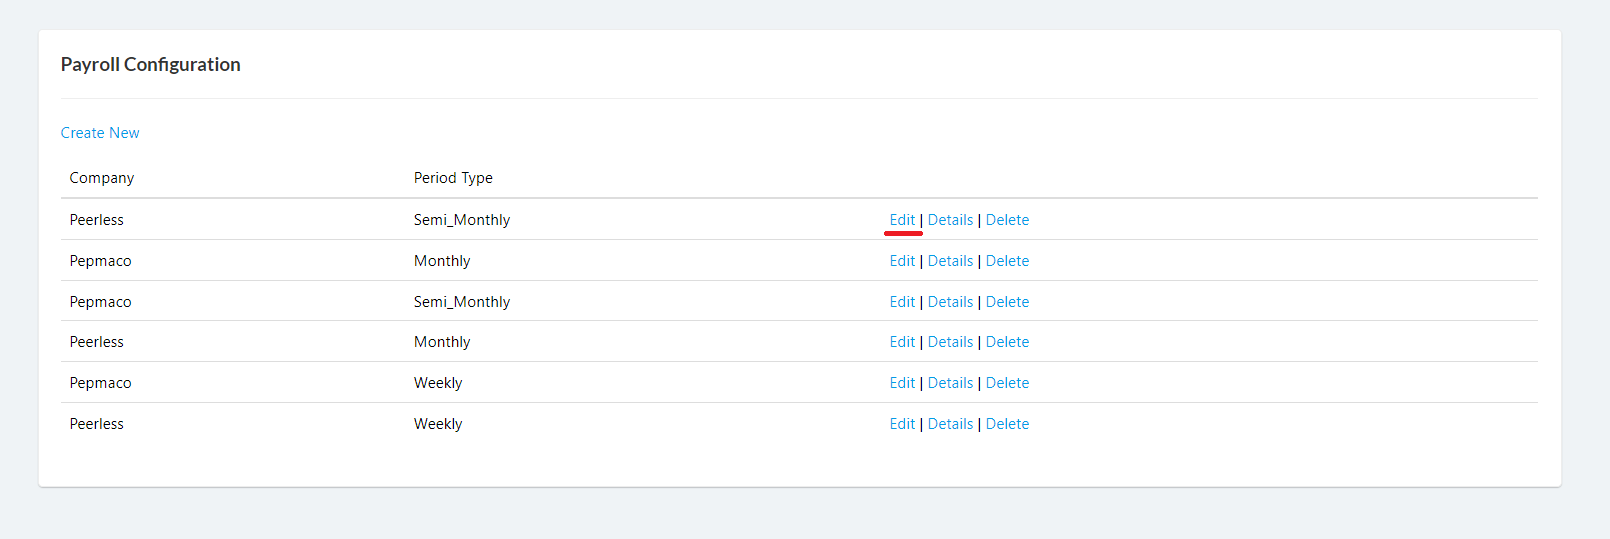 Payroll Configuration
Create New
Company Period Type
Peerless Semi_Monthly Edit | Details | Delete
Pepmaco Monthly Edit | Details | Delete
Pepmaco Semi_Monthly Edit | Details | Delete
Peerless Monthly Edit | Details | Delete
Pepmaco Weekly Edit | Details | Delete
Peerless Weekly Edit | Details | Delete